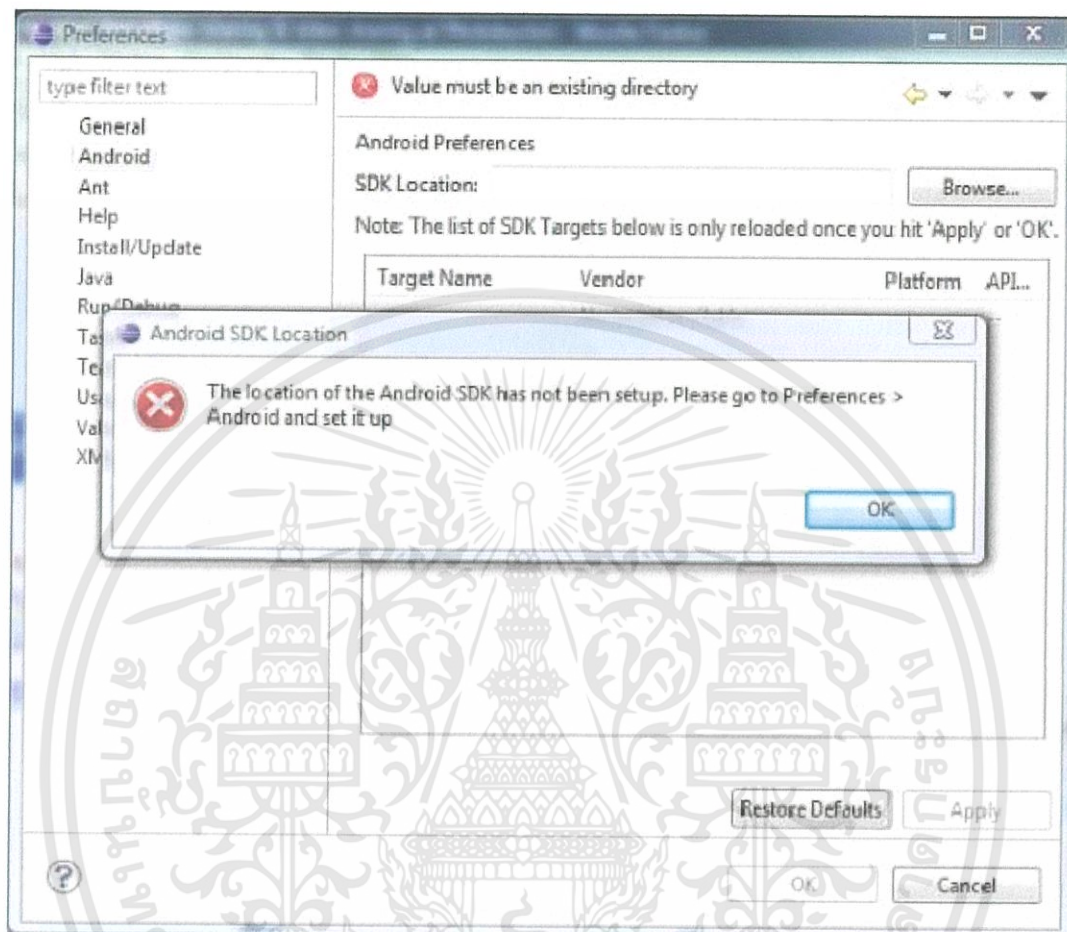 Preferences
type filter text
General
Android
Ant
Help
Install/Update
Java
Run/Debug
Value must be an existing directory
Android Preferences
SDK Location:
Browse...
Note: The list of SDK Targets below is only reloaded once you hit 'Apply' or 'OK'.
Target Name Vendor Platform API...
Android SDK Location
The location of the Android SDK has not been setup. Please go to Preferences >
Android and set it up
OK
Restore Defaults
Apply
OK
Cancel